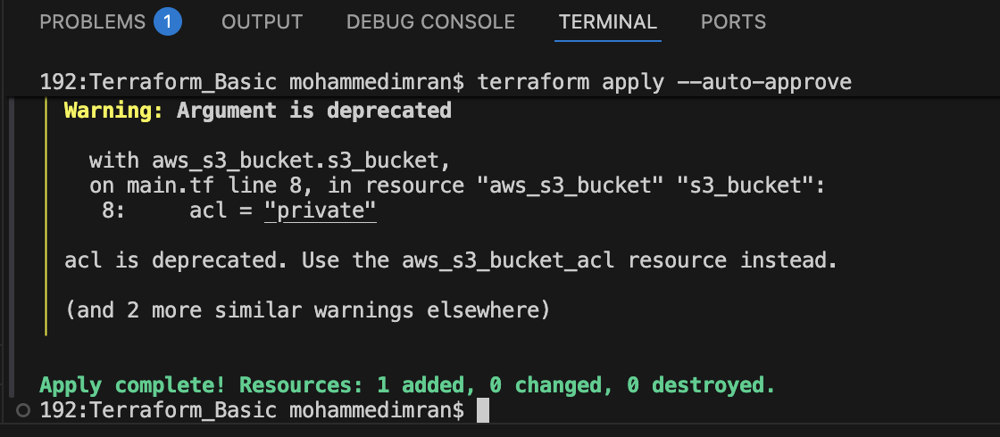 PROBLEMS 1 OUTPUT DEBUG CONSOLE TERMINAL PORTS
192:Terraform_Basic mohammedimran$ terraform apply --auto-approve
Warning: Argument is deprecated
with aws_s3_bucket.s3_bucket,
on main.tf line 8, in resource "aws_s3_bucket" "s3_bucket":
8: acl = "private"
acl is deprecated. Use the aws_s3_bucket_acl resource instead.
(and 2 more similar warnings elsewhere)
Apply complete! Resources: 1 added, 0 changed, 0 destroyed.
192:Terraform_Basic mohammedimran$